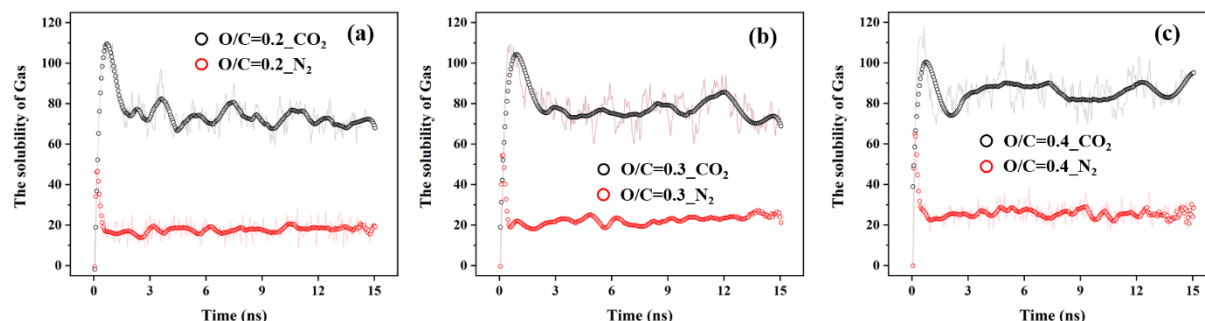 The solubility of Gas
120
100
80
60
40
20
0
0 3 6 9 12 15
Time (ns)
(a)
O/C=0.2_CO₂
O/C=0.2_N₂
The solubility of Gas
120
100
80
60
40
20
0
0 3 6 9 12 15
Time (ns)
(b)
O/C=0.3_CO₂
O/C=0.3_N₂
The solubility of Gas
120
100
80
60
40
20
0
0 3 6 9 12 15
Time (ns)
(c)
O/C=0.4_CO₂
O/C=0.4_N₂